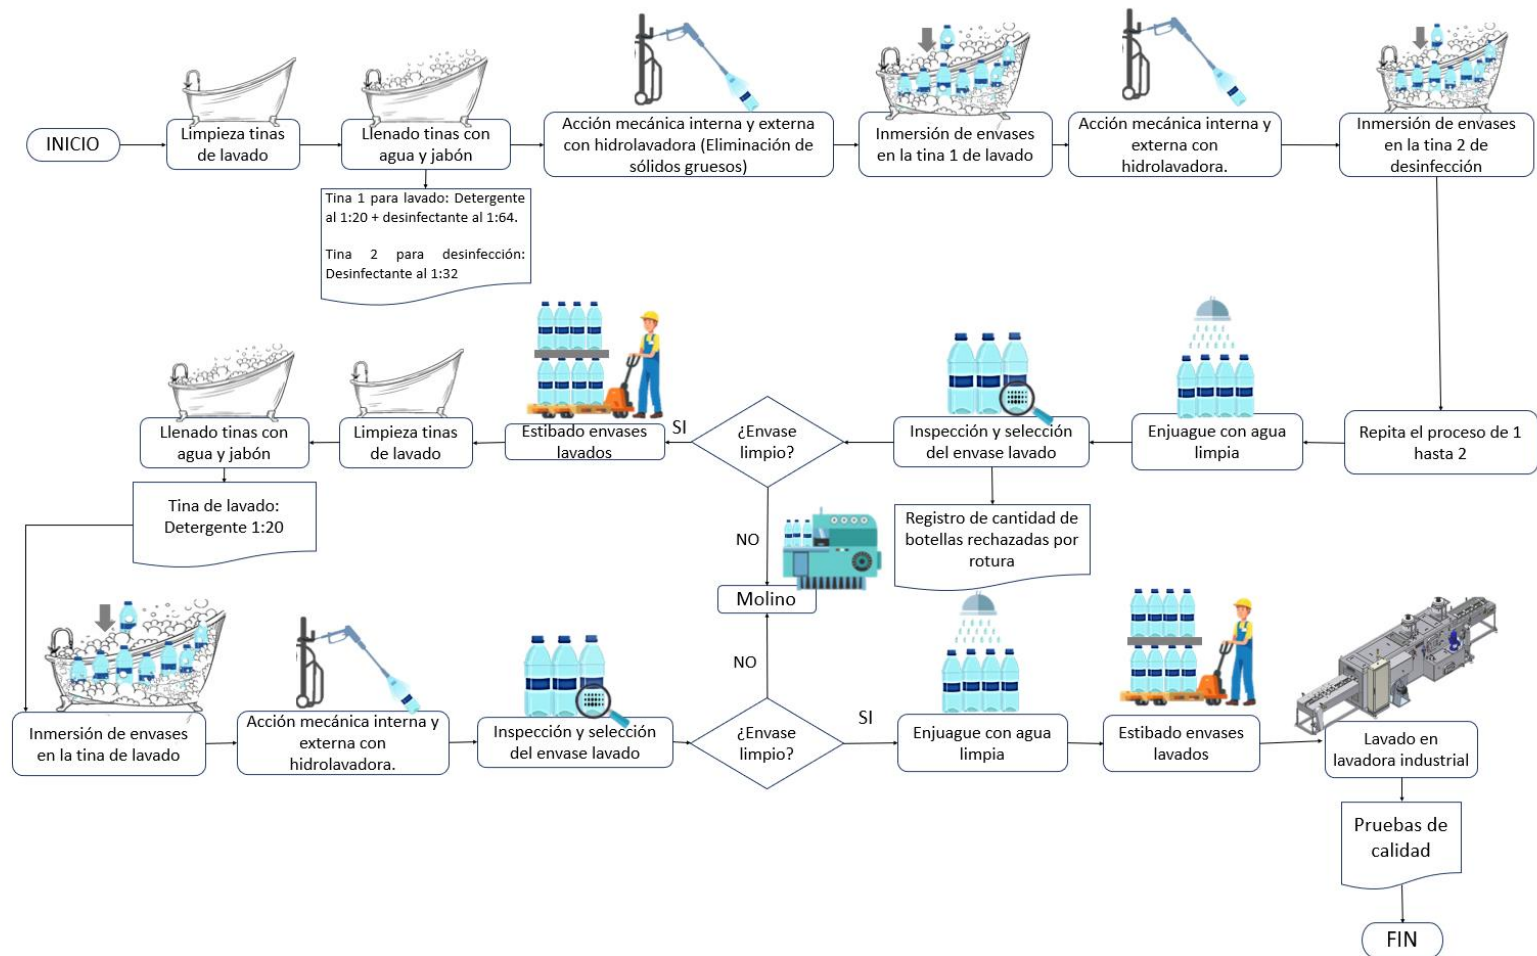 INICIO
Limpieza tinas
de lavado
Llenado tinas con
agua y jabón
Acción mecánica interna y externa
con hidrolavadora (Eliminación de
sólidos gruesos)
Inmersión de envases
en la tina 1 de lavado
Acción mecánica interna y
externa con
hidrolavadora.
Inmersión de envases
en la tina 2 de
desinfección
Tina 1 para lavado: Detergente
al 1:20 + desinfectante al 1:64.
Tina 2 para desinfección:
Desinfectante al 1:32
Repita el proceso de 1
hasta 2
Enjuague con agua
limpia
Inspección y selección
del envase lavado
Registro de cantidad de
botellas rechazadas por
rotura
¿Envase
limpio?
SI
NO
Estibado envases
lavados
Limpieza tinas
de lavado
Llenado tinas con
agua y jabón
Tina de lavado:
Detergente 1:20
Molino
Inmersión de envases
en la tina de lavado
Acción mecánica interna y
externa con
hidrolavadora.
Inspección y selección
del envase lavado
¿Envase
limpio?
NO
SI
Enjuague con agua
limpia
Estibado envases
lavados
Lavado en
lavadora industrial
Pruebas de
calidad
FIN